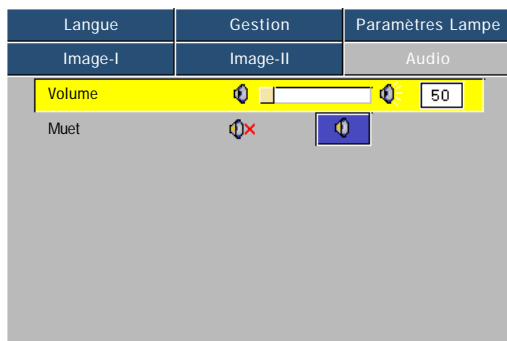 Langue Gestion Paramètres Lampe
Image-I Image-II Audio
Volume 50
Muet